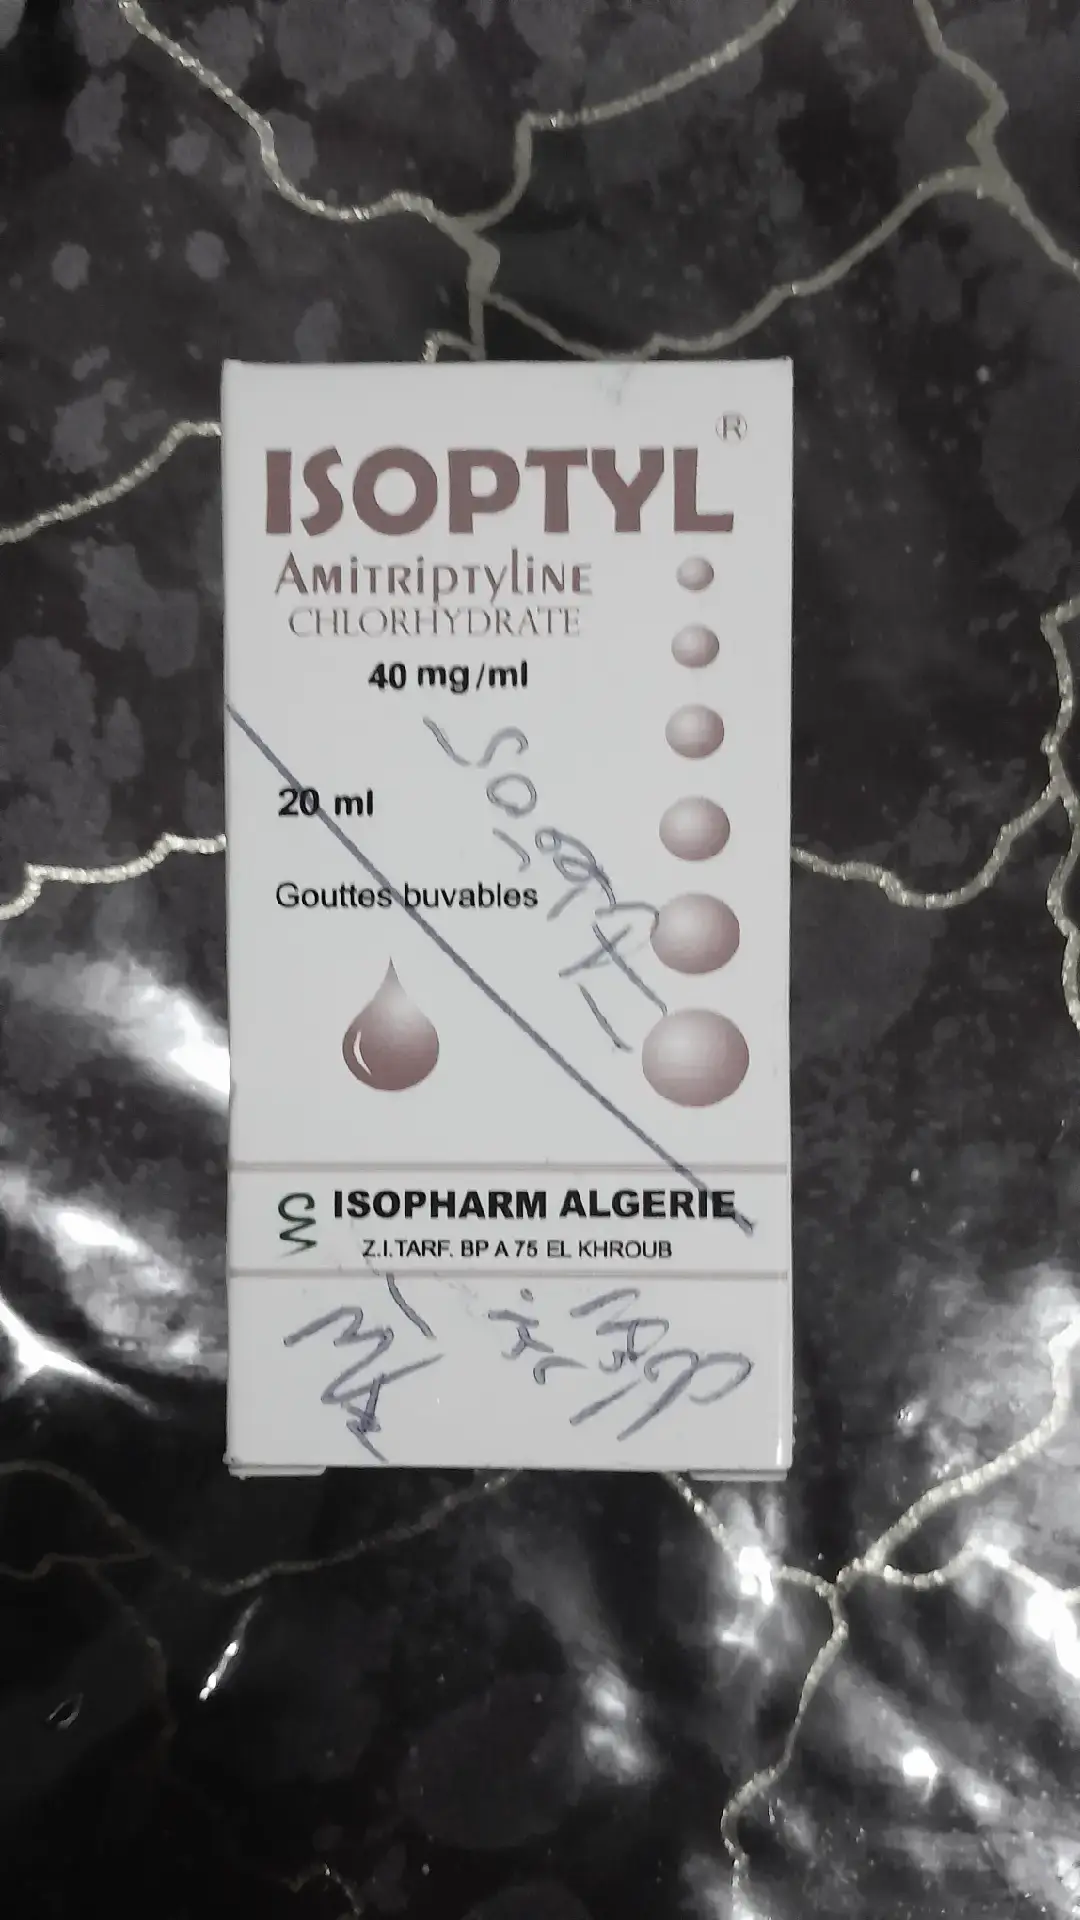 ISOPTYL®
AMITRIPTYLINE
CHLORHYDRATE
40 mg/ml
20 ml
Gouttes buvables
ISOPHARM ALGERIE
Z.I.TARF. BP A 75 EL KHROUB